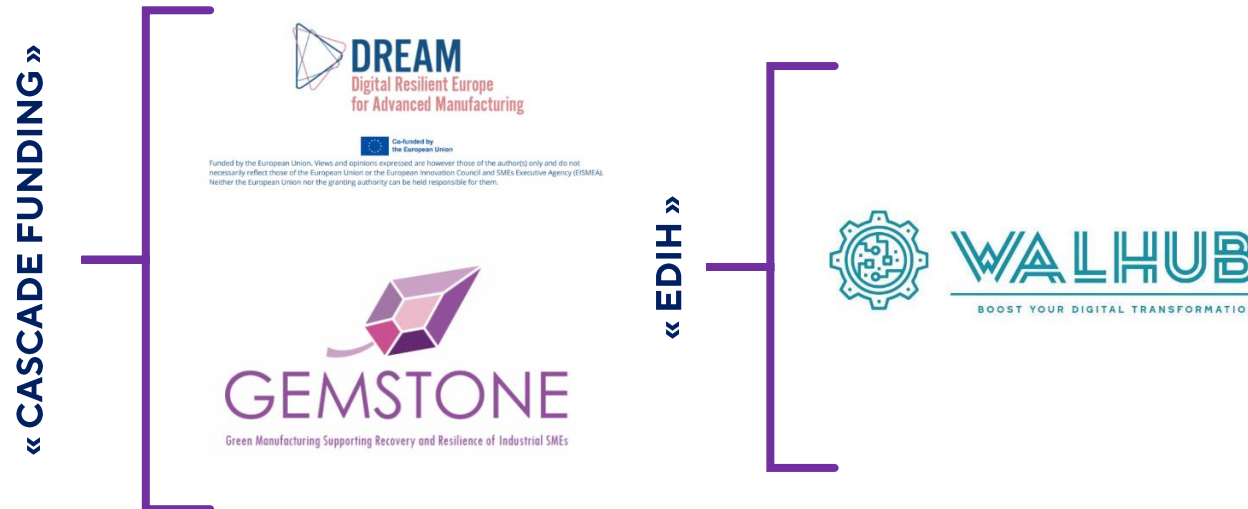 « CASCADE FUNDING »
DREAM
Digital Resilient Europe
for Advanced Manufacturing
Co-funded by
the European Union
Funded by the European Union. Views and opinions expressed are however those of the author(s) only and do not
necessarily reflect those of the European Union or the European Innovation Council and SMEs Executive Agency (EISMEA).
Neither the European Union nor the granting authority can be held responsible for them.
GEMSTONE
Green Manufacturing Supporting Recovery and Resilience of Industrial SMEs
« EDIH »
WALHUB
BOOST YOUR DIGITAL TRANSFORMATIO